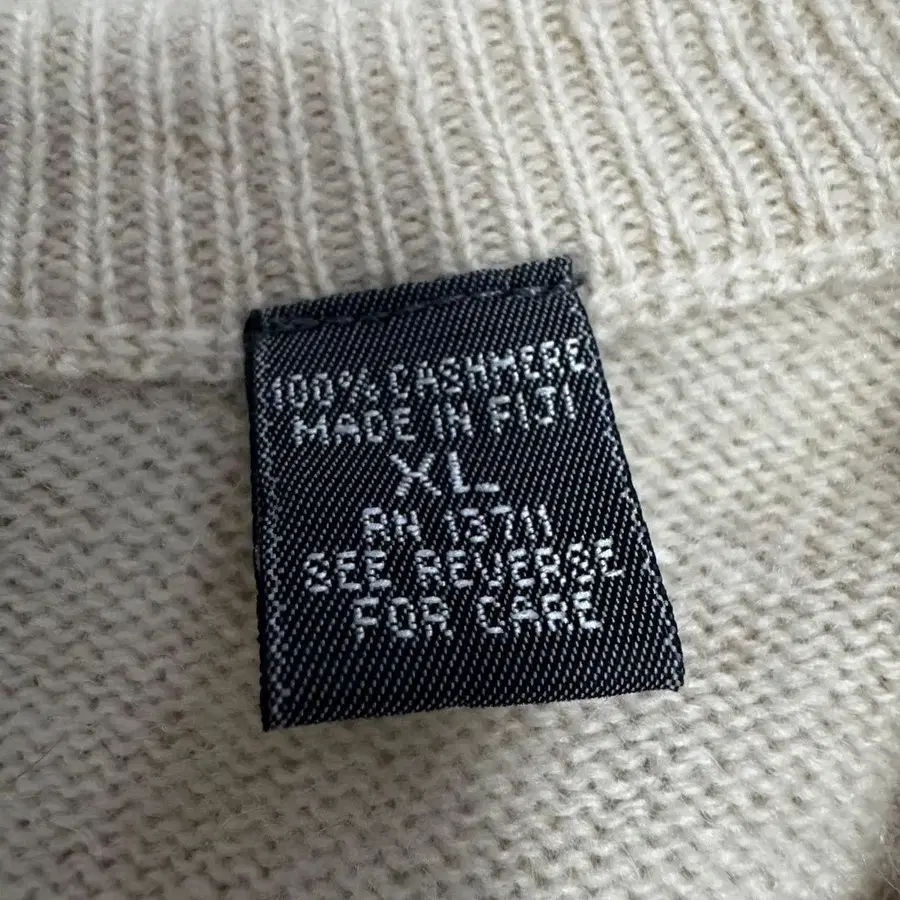 100% CASHMERE
MADE IN FIJI
XL
RN 13711
SEE REVERSE
FOR CARE